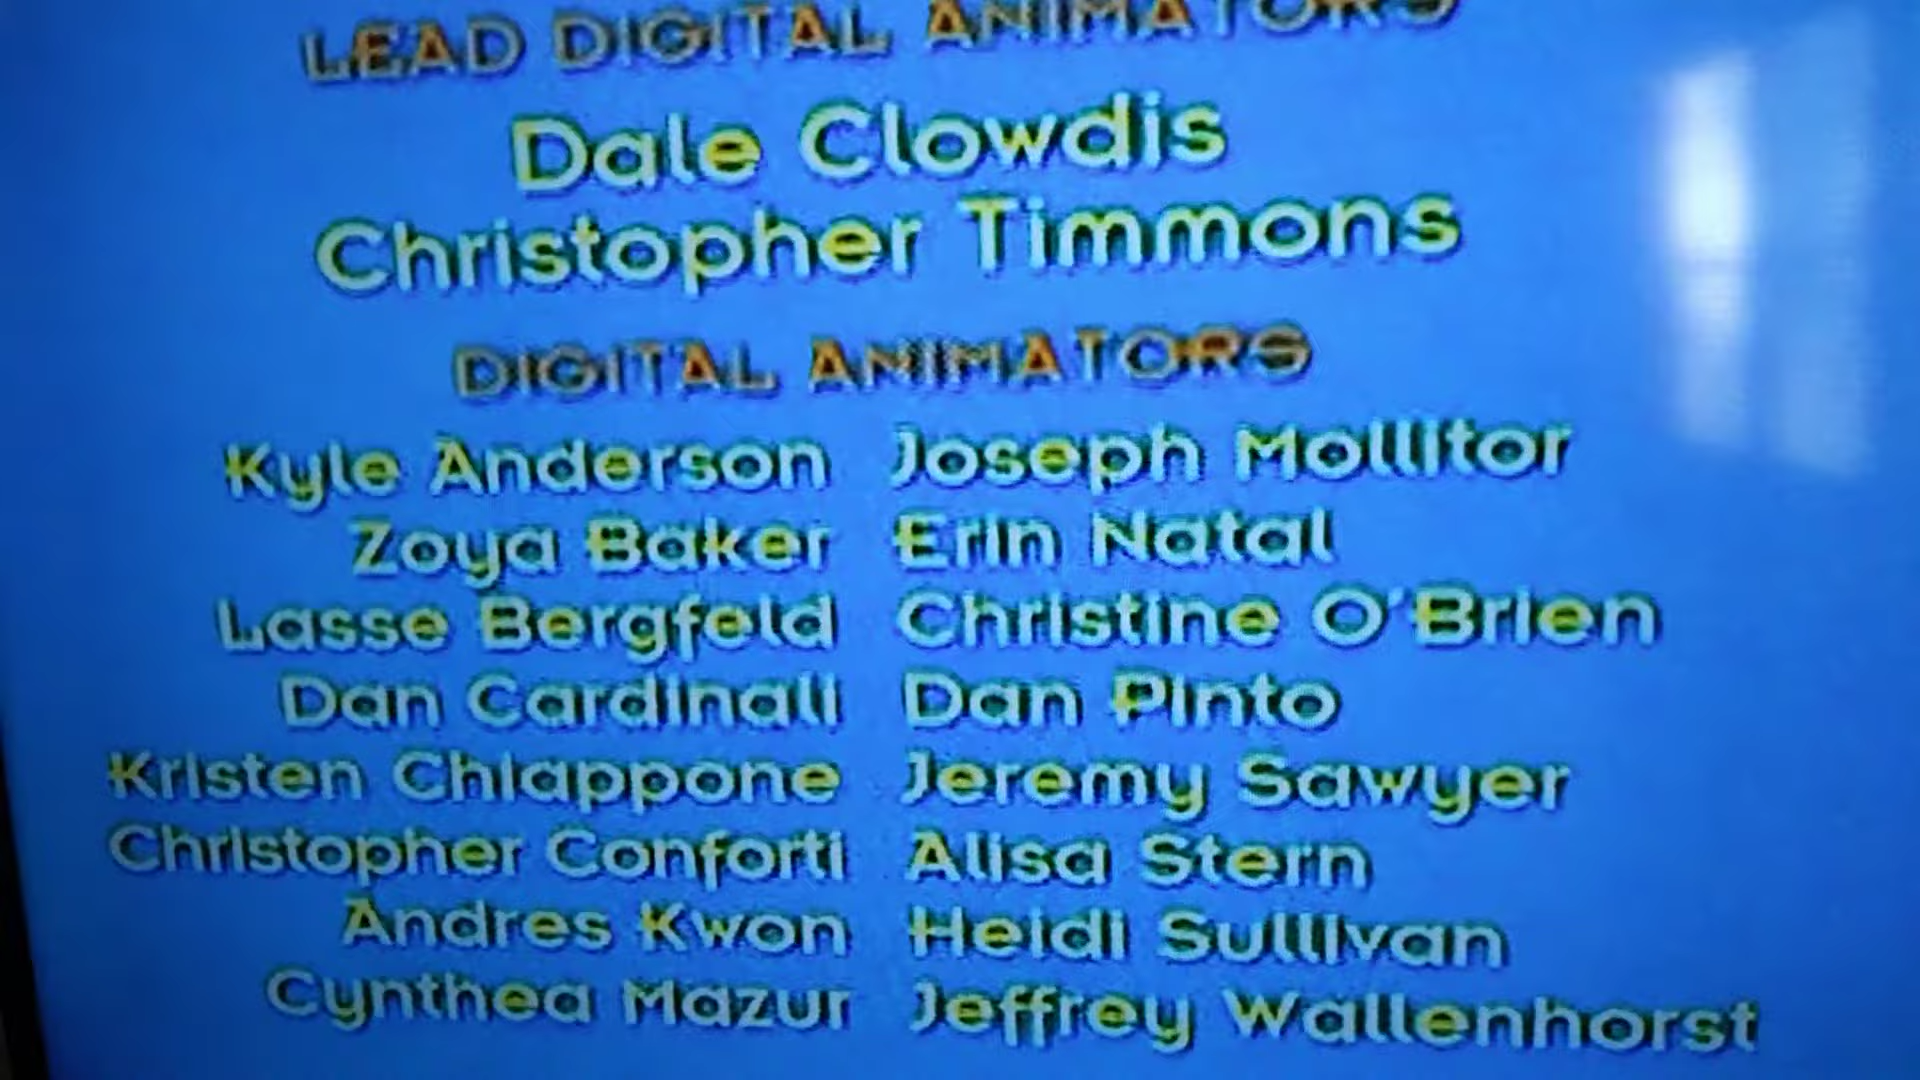 LEAD DIGITAL ANIMATORS
Dale Clowdis
Christopher Timmons
DIGITAL ANIMATORS
Kyle Anderson Joseph Mollitor
Zoya Baker Erin Natal
Lasse Bergfeld Christine O'Brien
Dan Cardinali Dan Pinto
Kristen Chiappone Jeremy Sawyer
Christopher Conforti Alisa Stern
Andres Kwon Heidi Sullivan
Cynthea Mazur Jeffrey Wallenhorst